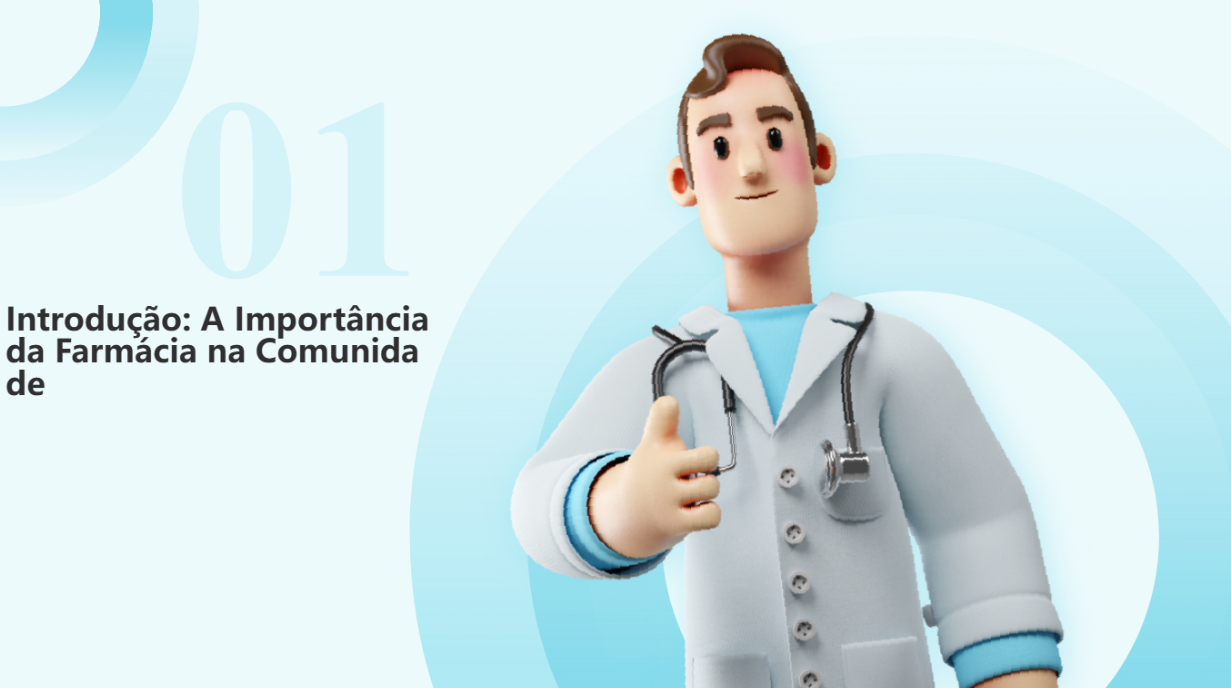 01
Introdução: A Importância
da Farmácia na Comunida
de